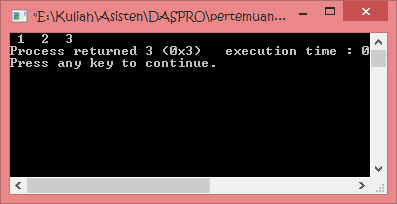 "E:\Kuliah\Asisten\DASPRO\pertemuan...
1 2 3
Process returned 3 (0x3) execution time : 0
Press any key to continue.